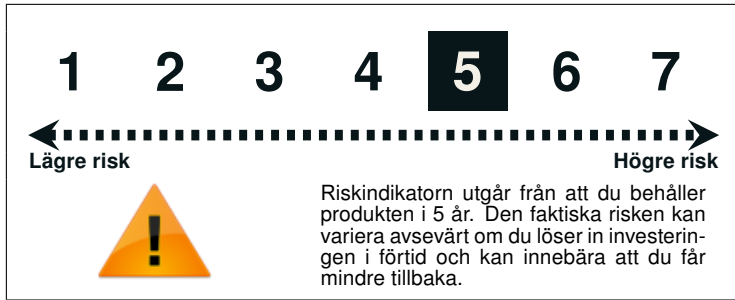 1 2 3 4 5 6 7
Lägre risk Högre risk
!
Riskindikatorn utgår från att du behåller
produkten i 5 år. Den faktiska risken kan
variera avsevärt om du löser in investerin-
gen i förtid och kan innebära att du får
mindre tillbaka.